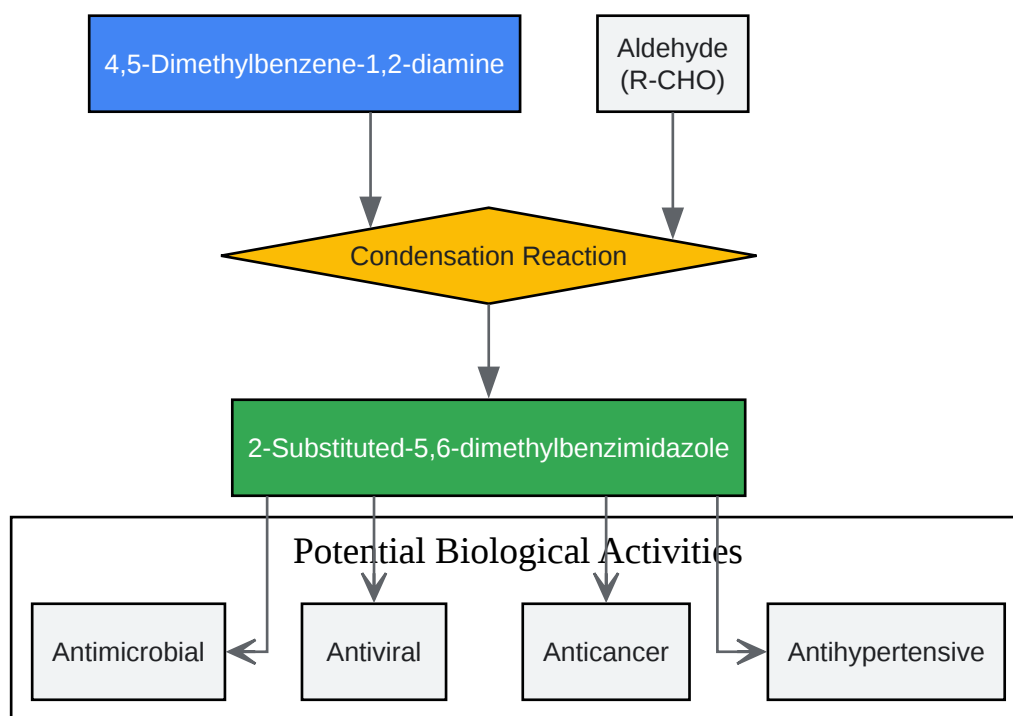 4,5-Dimethylbenzene-1,2-diamine
Aldehyde
(R-CHO)
Condensation Reaction
2-Substituted-5,6-dimethylbenzimidazole
Potential Biological Activities
Antimicrobial
Antiviral
Anticancer
Antihypertensive